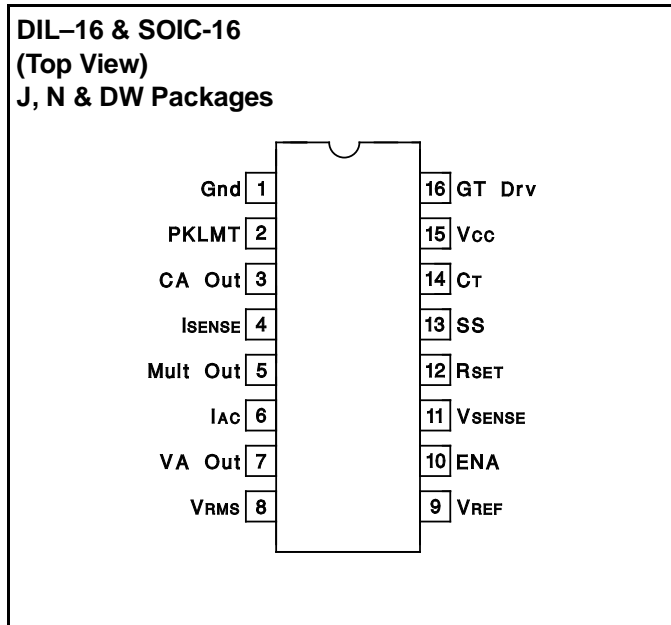 DIL–16 & SOIC-16
(Top View)
J, N & DW Packages
Gnd 1 16 GT Drv
PKLMT 2 15 VCC
CA Out 3 14 CT
ISENSE 4 13 SS
Mult Out 5 12 RSET
IAC 6 11 VSENSE
VA Out 7 10 ENA
VRMS 8 9 VREF